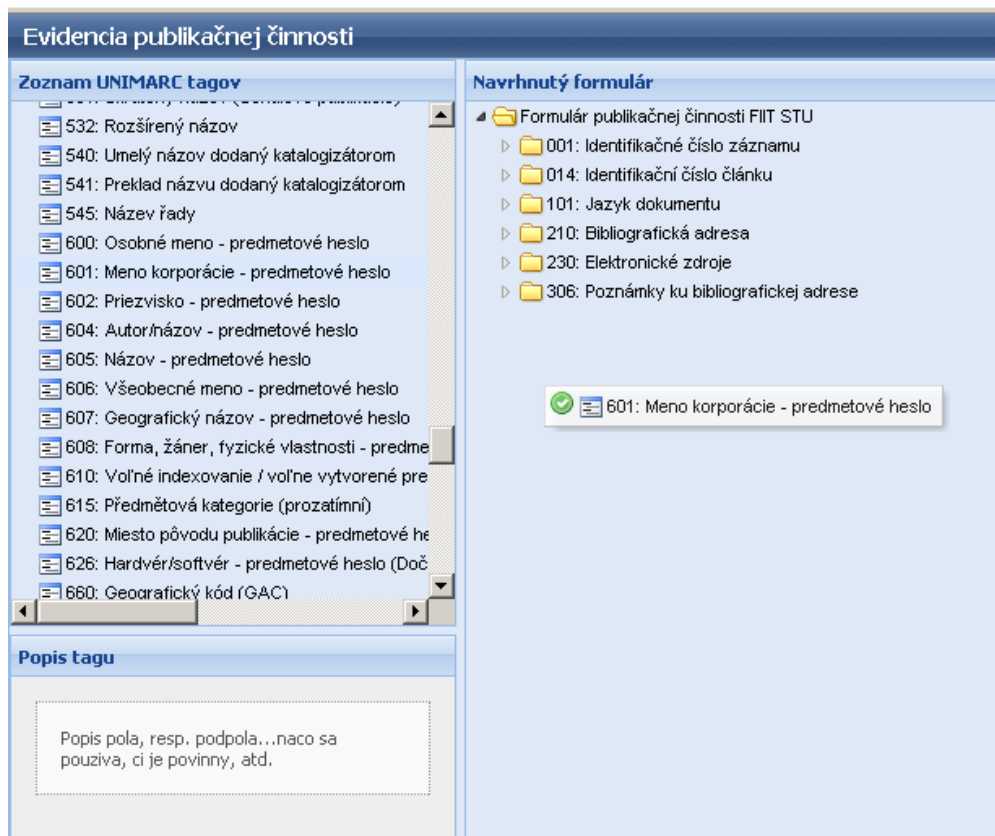 Evidencia publikačnej činnosti
Zoznam UNIMARC tagov
532: Rozšírený názov
540: Umelý názov dodaný katalogizátorom
541: Preklad názvu dodaný katalogizátorom
545: Název řady
600: Osobné meno - predmetové heslo
601: Meno korporácie - predmetové heslo
602: Priezvisko - predmetové heslo
604: Autor/názov - predmetové heslo
605: Názov - predmetové heslo
606: Všeobecné meno - predmetové heslo
607: Geografický názov - predmetové heslo
608: Forma, žáner, fyzické vlastnosti - predme
610: Voľné indexovanie / voľne vytvorené pre
615: Předmětová kategorie (prozatímní)
620: Miesto pôvodu publikácie - predmetové he
626: Hardvér/softvér - predmetové heslo (Doč
660: Geografický kód (GAC)
Popis tagu
Popis pola, resp. podpola...naco sa
pouziva, ci je povinny, atd.
Navrhnutý formulár
Formulár publikačnej činnosti FIIT STU
001: Identifikačné číslo záznamu
014: Identifikační číslo článku
101: Jazyk dokumentu
210: Bibliografická adresa
230: Elektronické zdroje
306: Poznámky ku bibliografickej adrese
601: Meno korporácie - predmetové heslo